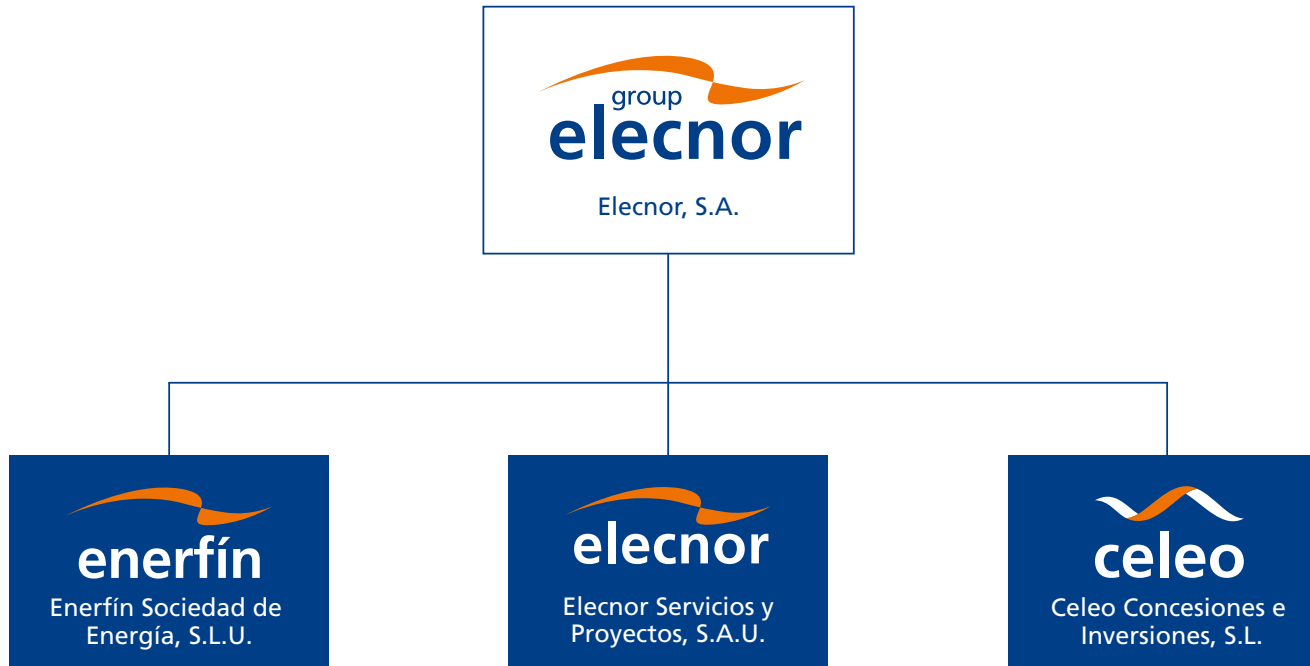 group
elecnor
Elecnor, S.A.
enerfín
Enerfín Sociedad de
Energía, S.L.U.
elecnor
Elecnor Servicios y
Proyectos, S.A.U.
celeo
Celeo Concesiones e
Inversiones, S.L.